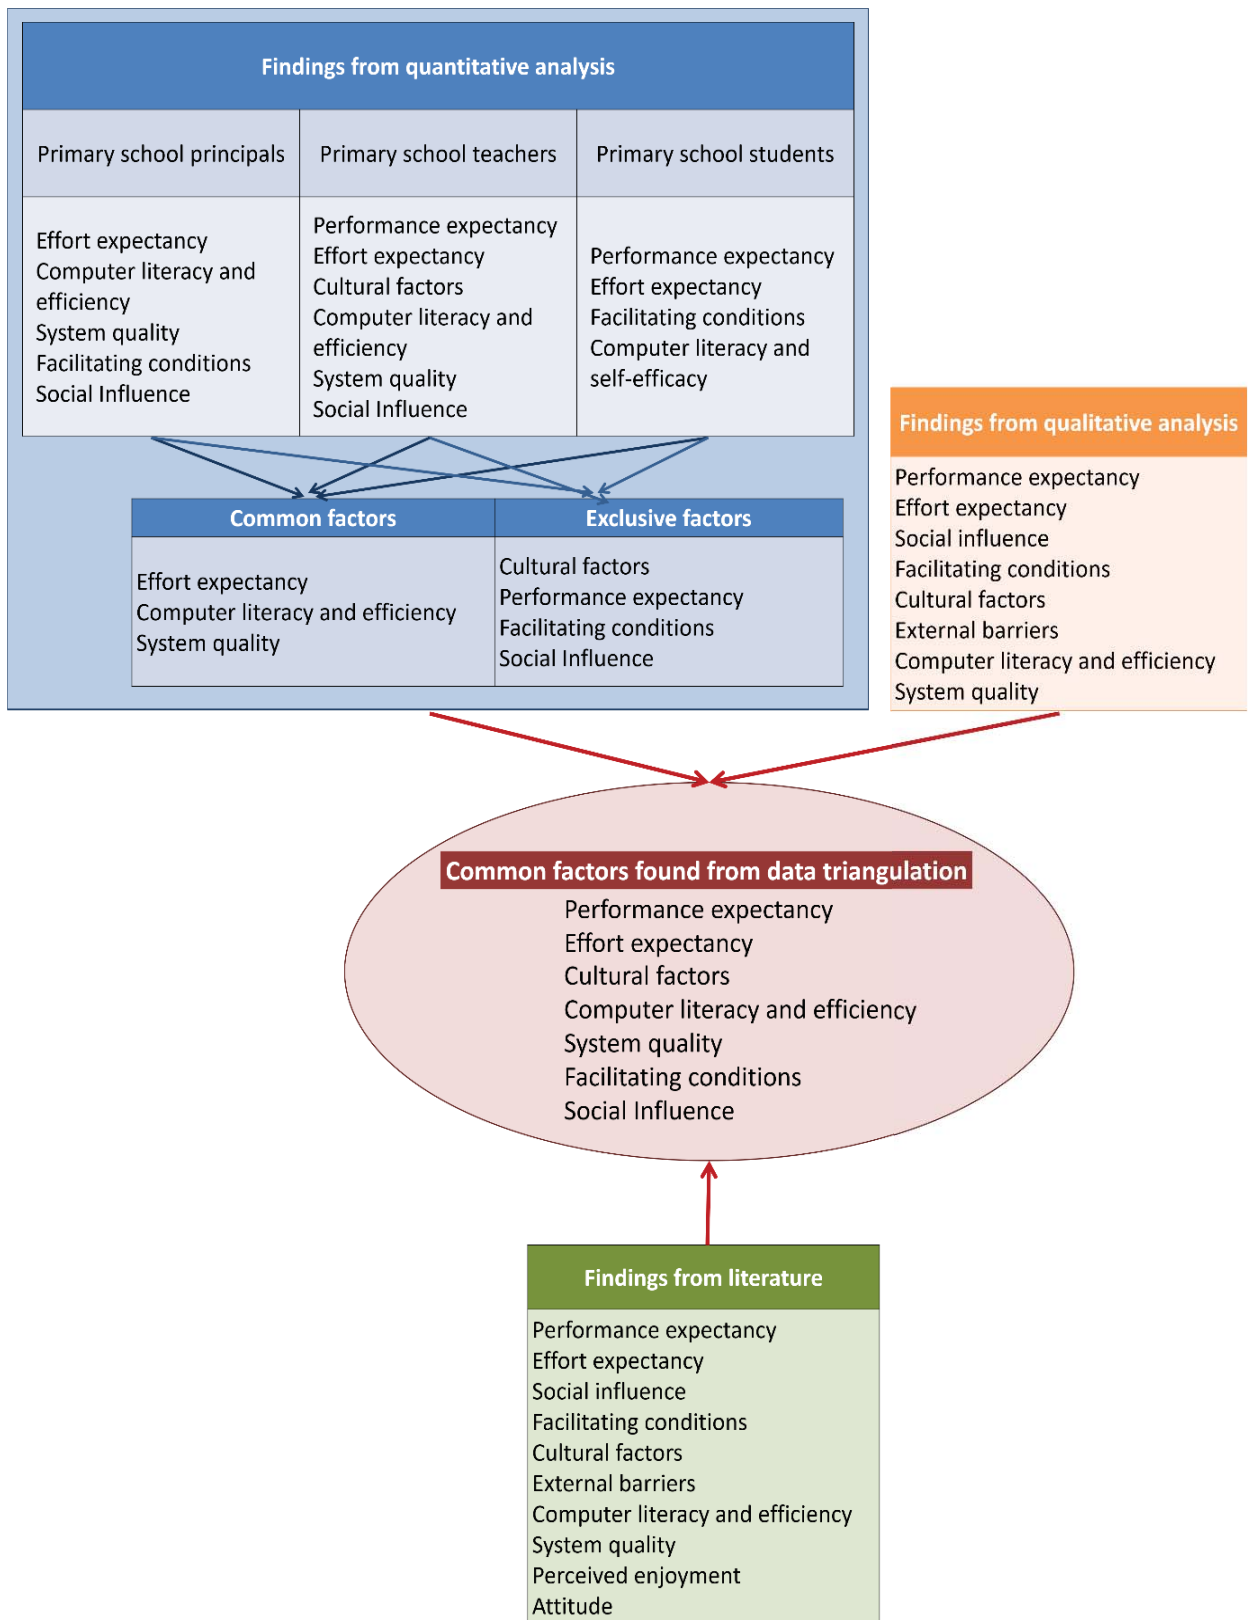 Findings from quantitative analysis
Primary school principals
Primary school teachers
Primary school students
Effort expectancy
Computer literacy and
efficiency
System quality
Facilitating conditions
Social Influence
Performance expectancy
Effort expectancy
Cultural factors
Computer literacy and
efficiency
System quality
Social Influence
Performance expectancy
Effort expectancy
Facilitating conditions
Computer literacy and
self-efficacy
Common factors
Exclusive factors
Effort expectancy
Computer literacy and efficiency
System quality
Cultural factors
Performance expectancy
Facilitating conditions
Social Influence
Findings from qualitative analysis
Performance expectancy
Effort expectancy
Social influence
Facilitating conditions
Cultural factors
External barriers
Computer literacy and efficiency
System quality
Common factors found from data triangulation
Performance expectancy
Effort expectancy
Cultural factors
Computer literacy and efficiency
System quality
Facilitating conditions
Social Influence
Findings from literature
Performance expectancy
Effort expectancy
Social influence
Facilitating conditions
Cultural factors
External barriers
Computer literacy and efficiency
System quality
Perceived enjoyment
Attitude